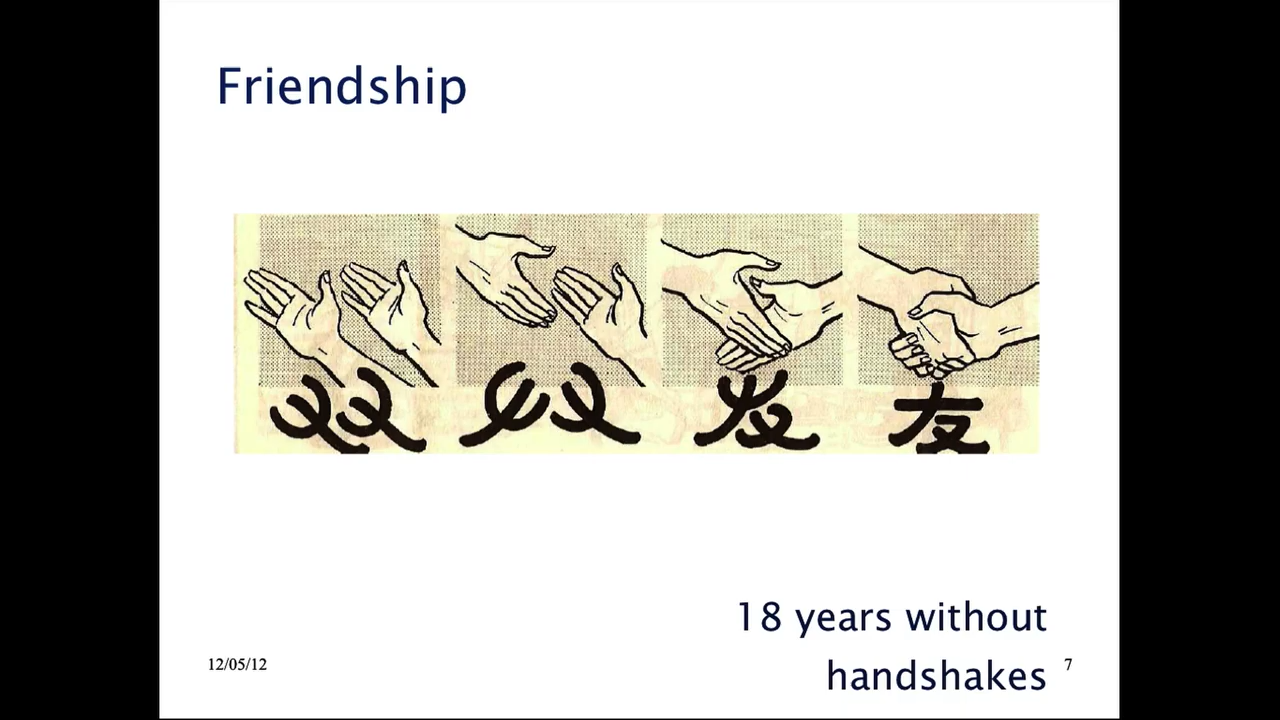 Friendship
友
18 years without
handshakes
12/05/12
7